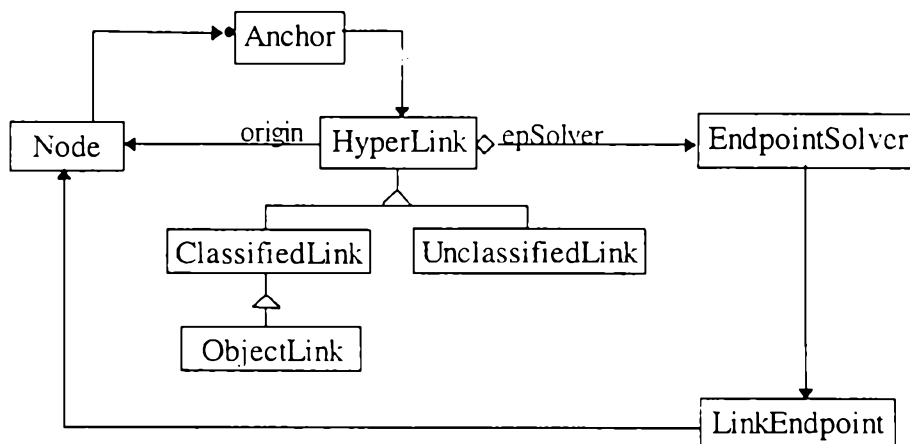 Anchor
Node
origin
HyperLink
epSolver
EndpointSolver
ClassifiedLink
UnclassifiedLink
ObjectLink
LinkEndpoint